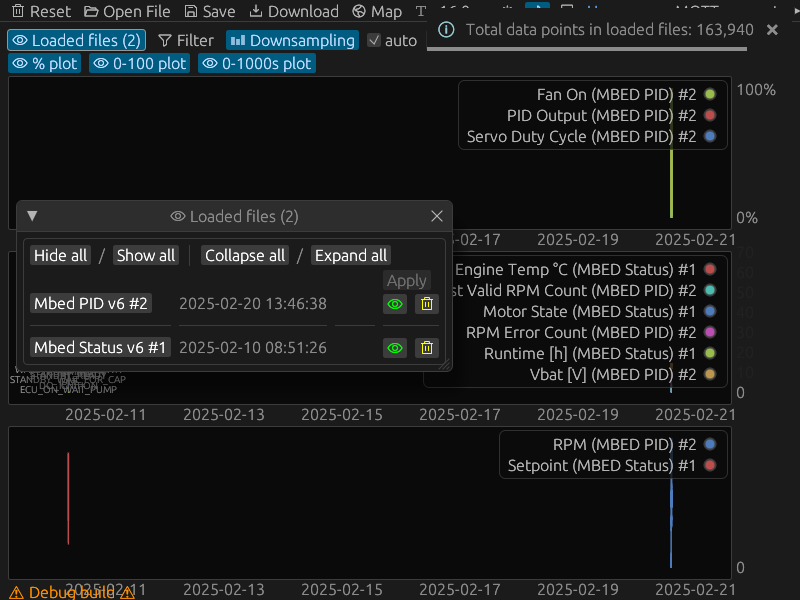 Reset Open File Save Download Map T
Total data points in loaded files: 163,940
Loaded files (2) Filter Downsampling auto
% plot 0-100 plot 0-1000s plot
Fan On (MBED PID) #2
100%
PID Output (MBED PID) #2
Servo Duty Cycle (MBED PID) #2
0%
02-17 2025-02-19 2025-02-21
Loaded files (2)
Hide all / Show all Collapse all / Expand all
Apply
Mbed PID v6 #2 2025-02-20 13:46:38
Mbed Status v6 #1 2025-02-10 08:51:26
Engine Temp °C (MBED Status) #1
st Valid RPM Count (MBED PID) #2
Motor State (MBED Status) #1
RPM Error Count (MBED PID) #2
Runtime [h] (MBED Status) #1
Vbat [V] (MBED PID) #2
ECU_ON_WAIT_PUMP
0
2025-02-11 2025-02-13 2025-02-15 2025-02-17 2025-02-19 2025-02-21
RPM (MBED PID) #2
Setpoint (MBED Status) #1
0
2025-02-11 2025-02-13 2025-02-15 2025-02-17 2025-02-19 2025-02-21
Debug build